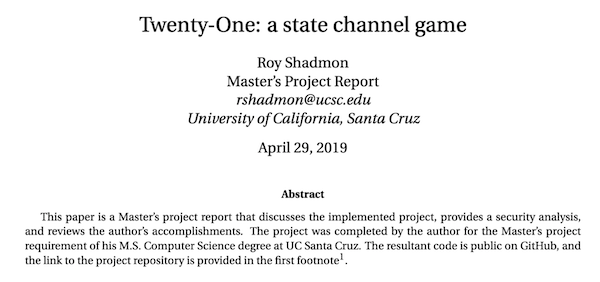 Twenty-One: a state channel game
Roy Shadmon
Master's Project Report
rshadmon@ucsc.edu
University of California, Santa Cruz
April 29, 2019
Abstract
This paper is a Master's project report that discusses the implemented project, provides a security analysis,
and reviews the author's accomplishments. The project was completed by the author for the Master's project
requirement of his M.S. Computer Science degree at UC Santa Cruz. The resultant code is public on GitHub, and
the link to the project repository is provided in the first footnote1.